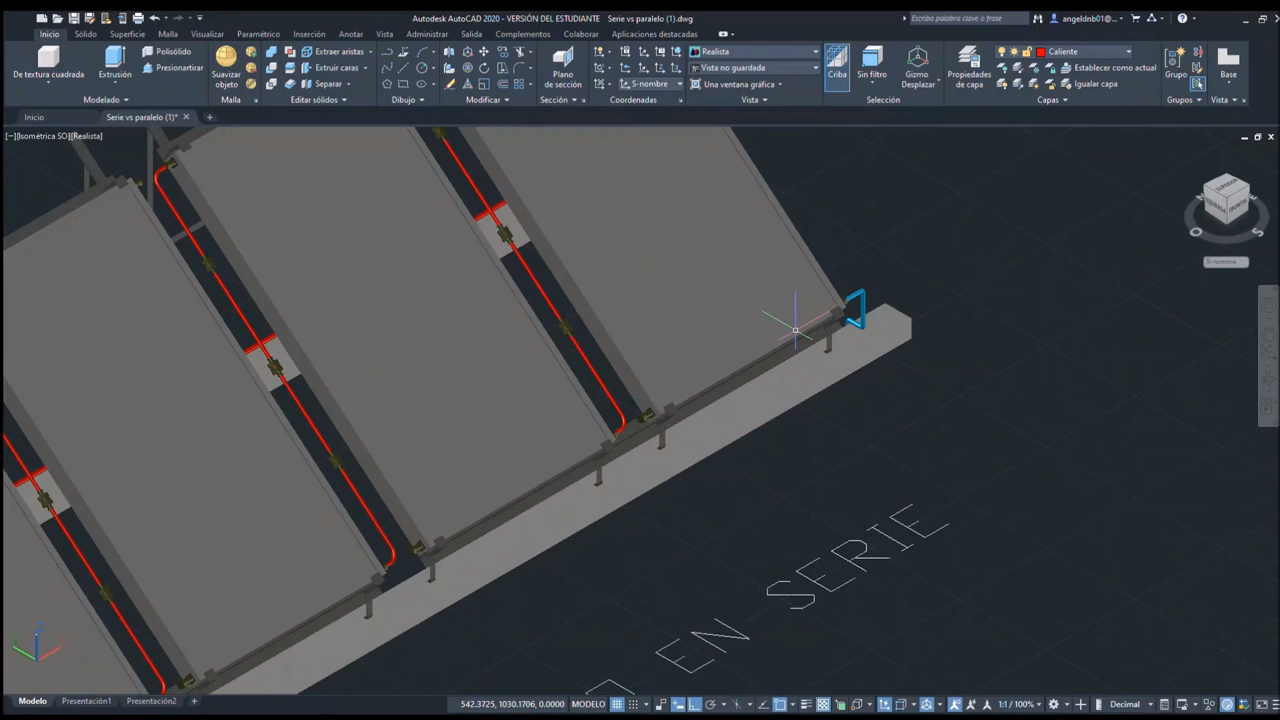 Autodesk AutoCAD 2020 - VERSIÓN DEL ESTUDIANTE Serie vs paralelo (1).dwg
Escriba palabra clave o frase
angeldnb01@...
Inicio Sólido Superficie Malla Visualizar Paramétrico Inserción Anotar Vista Administrar Salida Complementos Colaborar Aplicaciones destacadas
De textura cuadrada
Extrusión
Polisólido
Presionartirar
Modelado
Suavizar objeto
Malla
Extraer aristas
Extruir caras
Separar
Editar sólidos
Dibujo
Modificar
Plano de sección
Sección
S-nombre
Coordenadas
Realista
Vista no guardada
Una ventana gráfica
Vista
Criba
Sin filtro
Gizmo Desplazar
Selección
Propiedades de capa
Caliente
Establecer como actual
Igualar capa
Capas
Grupo
Grupos
Base
Vista
Inicio
Serie vs paralelo (1)*
[−][Isométrica SO][Realista]
SUPERIOR
FRONTAL
O
S
S-nombre
EN SERIE
Modelo Presentación1 Presentación2 +
542.3725, 1030.1706, 0.0000 MODELO
1:1 / 100%
Decimal